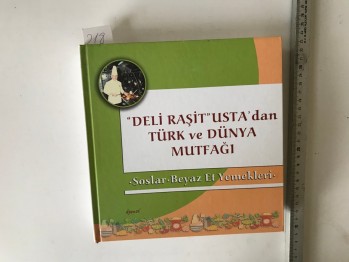 "DELİ RAŞİT" USTA'dan
TÜRK ve DÜNYA
MUTFAĞI
-Soslar-Beyaz Et Yemekleri-